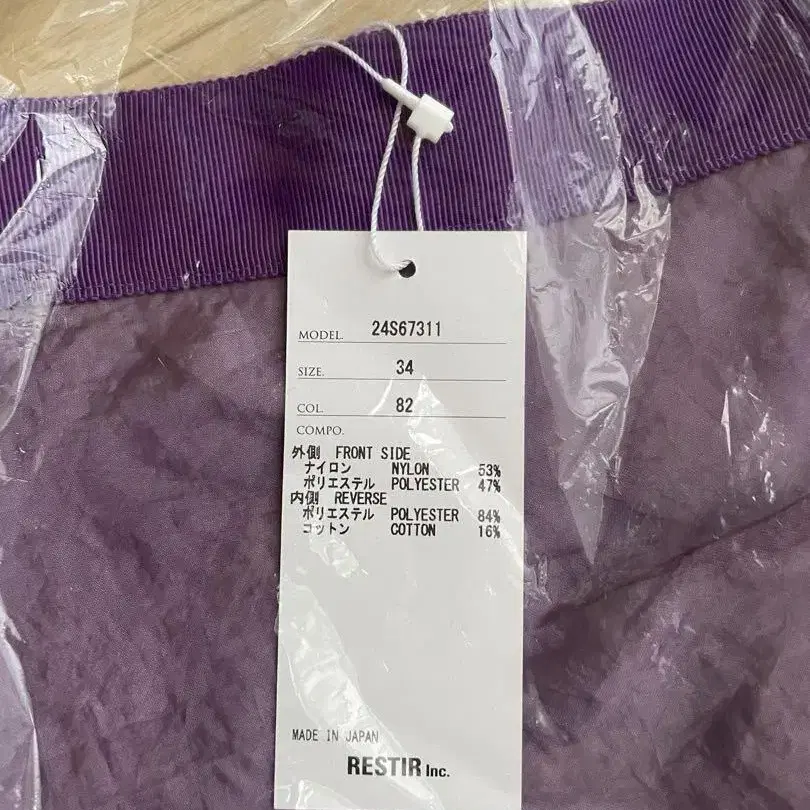 MODEL. 24S67311
SIZE. 34
COL. 82
COMPO.
外側 FRONT SIDE
ナイロン NYLON 53%
ポリエステル POLYESTER 47%
内側 REVERSE
ポリエステル POLYESTER 84%
コットン COTTON 16%
MADE IN JAPAN
RESTIR Inc.